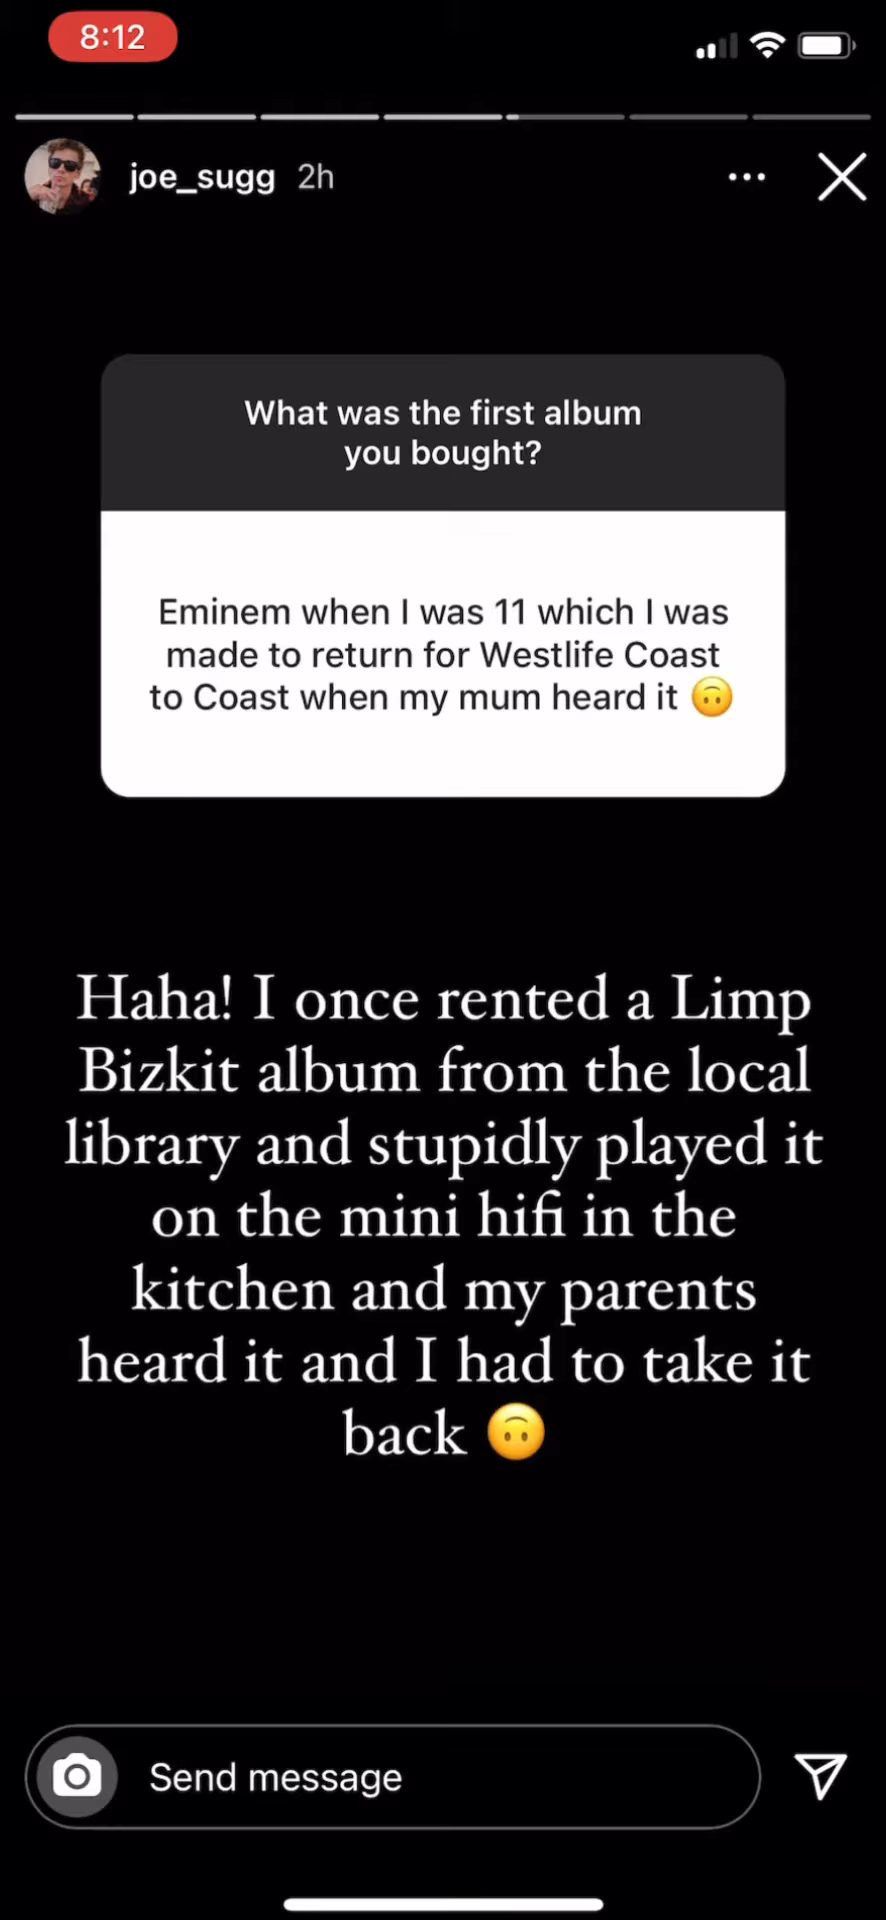 8:12
joe_sugg 2h
What was the first album
you bought?
Eminem when I was 11 which I was
made to return for Westlife Coast
to Coast when my mum heard it 🙃
Haha! I once rented a Limp
Bizkit album from the local
library and stupidly played it
on the mini hifi in the
kitchen and my parents
heard it and I had to take it
back 🙃
Send message